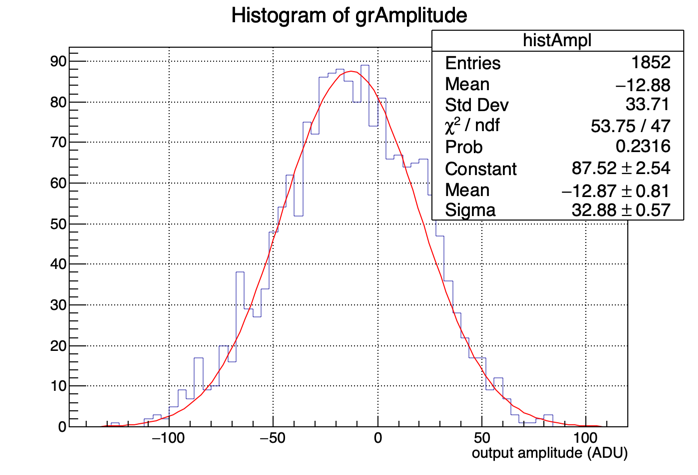 Histogram of grAmplitude
histAmpl
Entries 1852
Mean −12.88
Std Dev 33.71
χ² / ndf 53.75 / 47
Prob 0.2316
Constant 87.52 ± 2.54
Mean −12.87 ± 0.81
Sigma 32.88 ± 0.57
90
80
70
60
50
40
30
20
10
0
−100 −50 0 50 100
output amplitude (ADU)